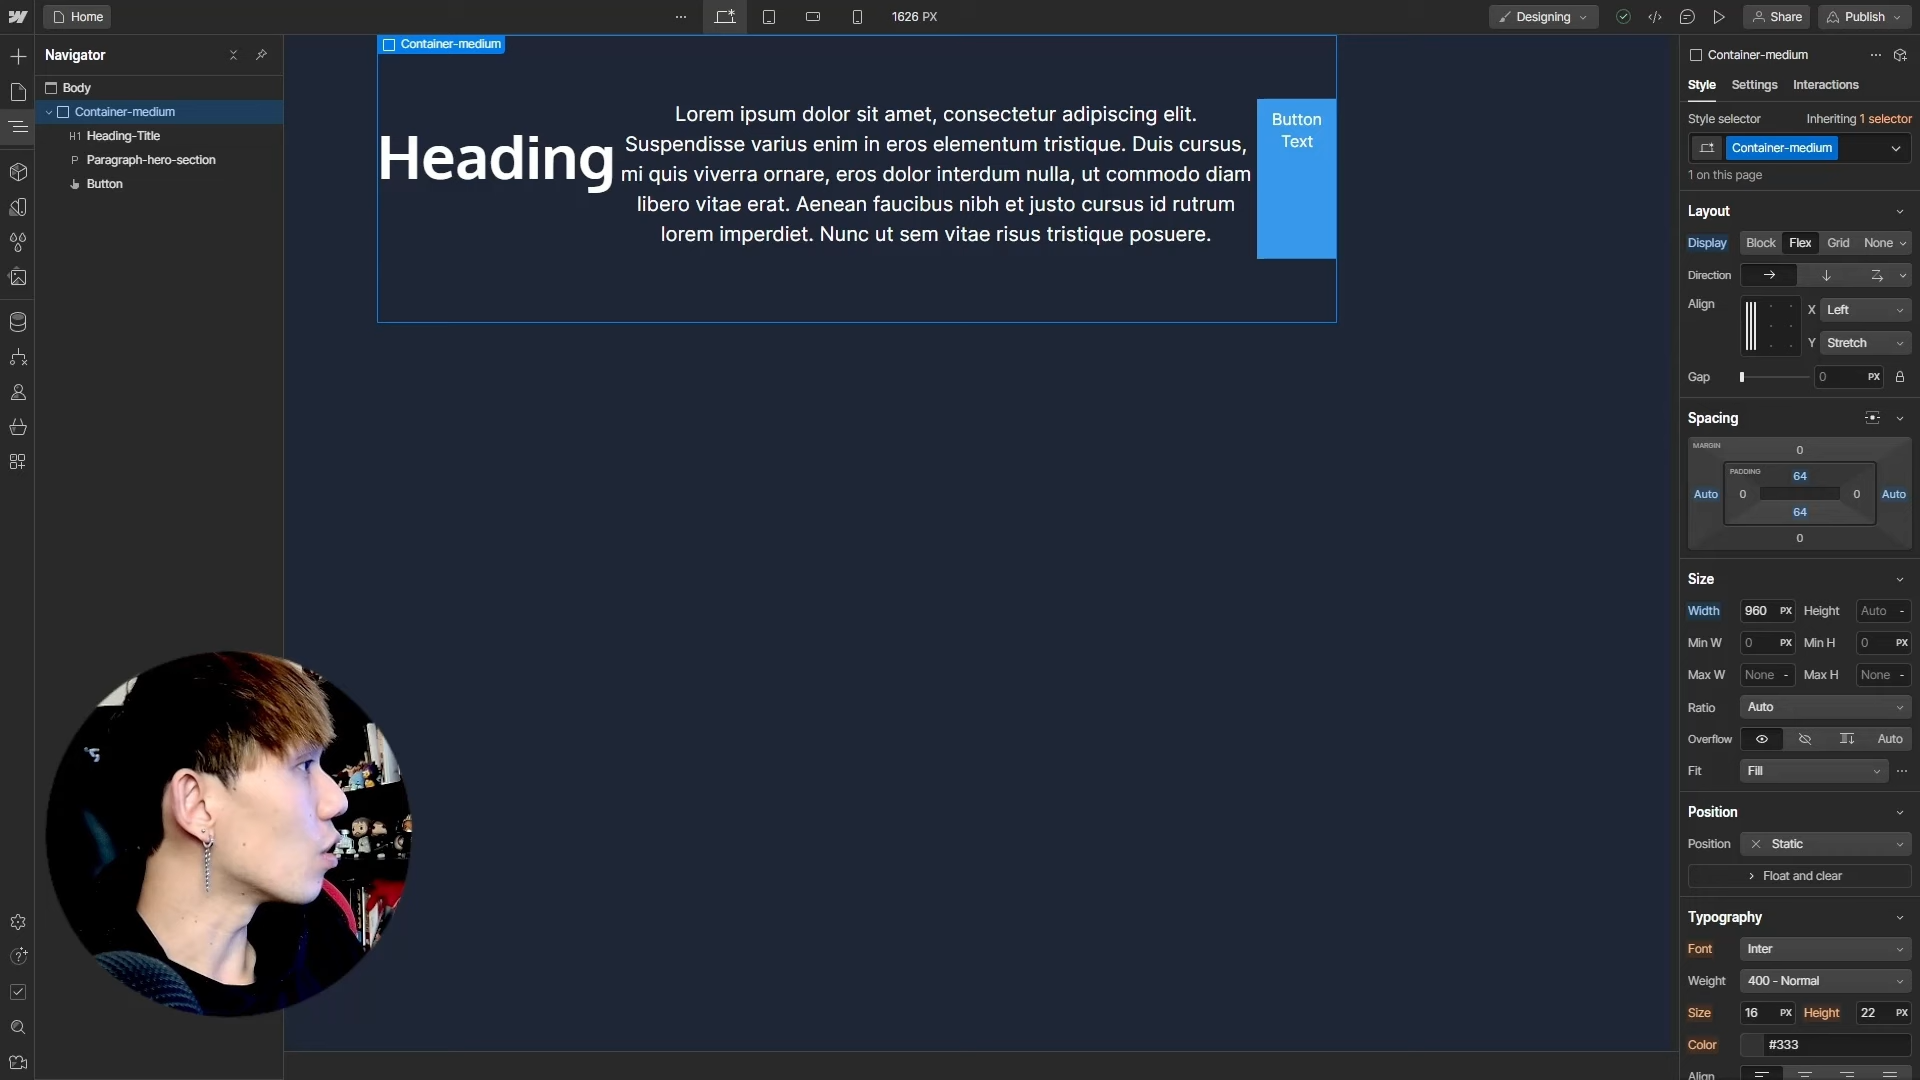 Home
1626 PX
Designing
Share
Publish
Navigator
Body
Container-medium
H1 Heading-Title
P Paragraph-hero-section
Button
Container-medium
Heading
Lorem ipsum dolor sit amet, consectetur adipiscing elit.
Suspendisse varius enim in eros elementum tristique. Duis cursus,
mi quis viverra ornare, eros dolor interdum nulla, ut commodo diam
libero vitae erat. Aenean faucibus nibh et justo cursus id rutrum
lorem imperdiet. Nunc ut sem vitae risus tristique posuere.
Button
Text
Container-medium
Style Settings Interactions
Style selector Inheriting 1 selector
Container-medium
1 on this page
Layout
Display Block Flex Grid None
Direction
Align X Left
Y Stretch
Gap 0 PX
Spacing
MARGIN 0
PADDING 64
Auto 0 0 Auto
64
0
Size
Width 960 PX Height Auto -
Min W 0 PX Min H 0 PX
Max W None - Max H None -
Ratio Auto
Overflow Auto
Fit Fill
Position
Position Static
Float and clear
Typography
Font Inter
Weight 400 - Normal
Size 16 PX Height 22 PX
Color #333
Align